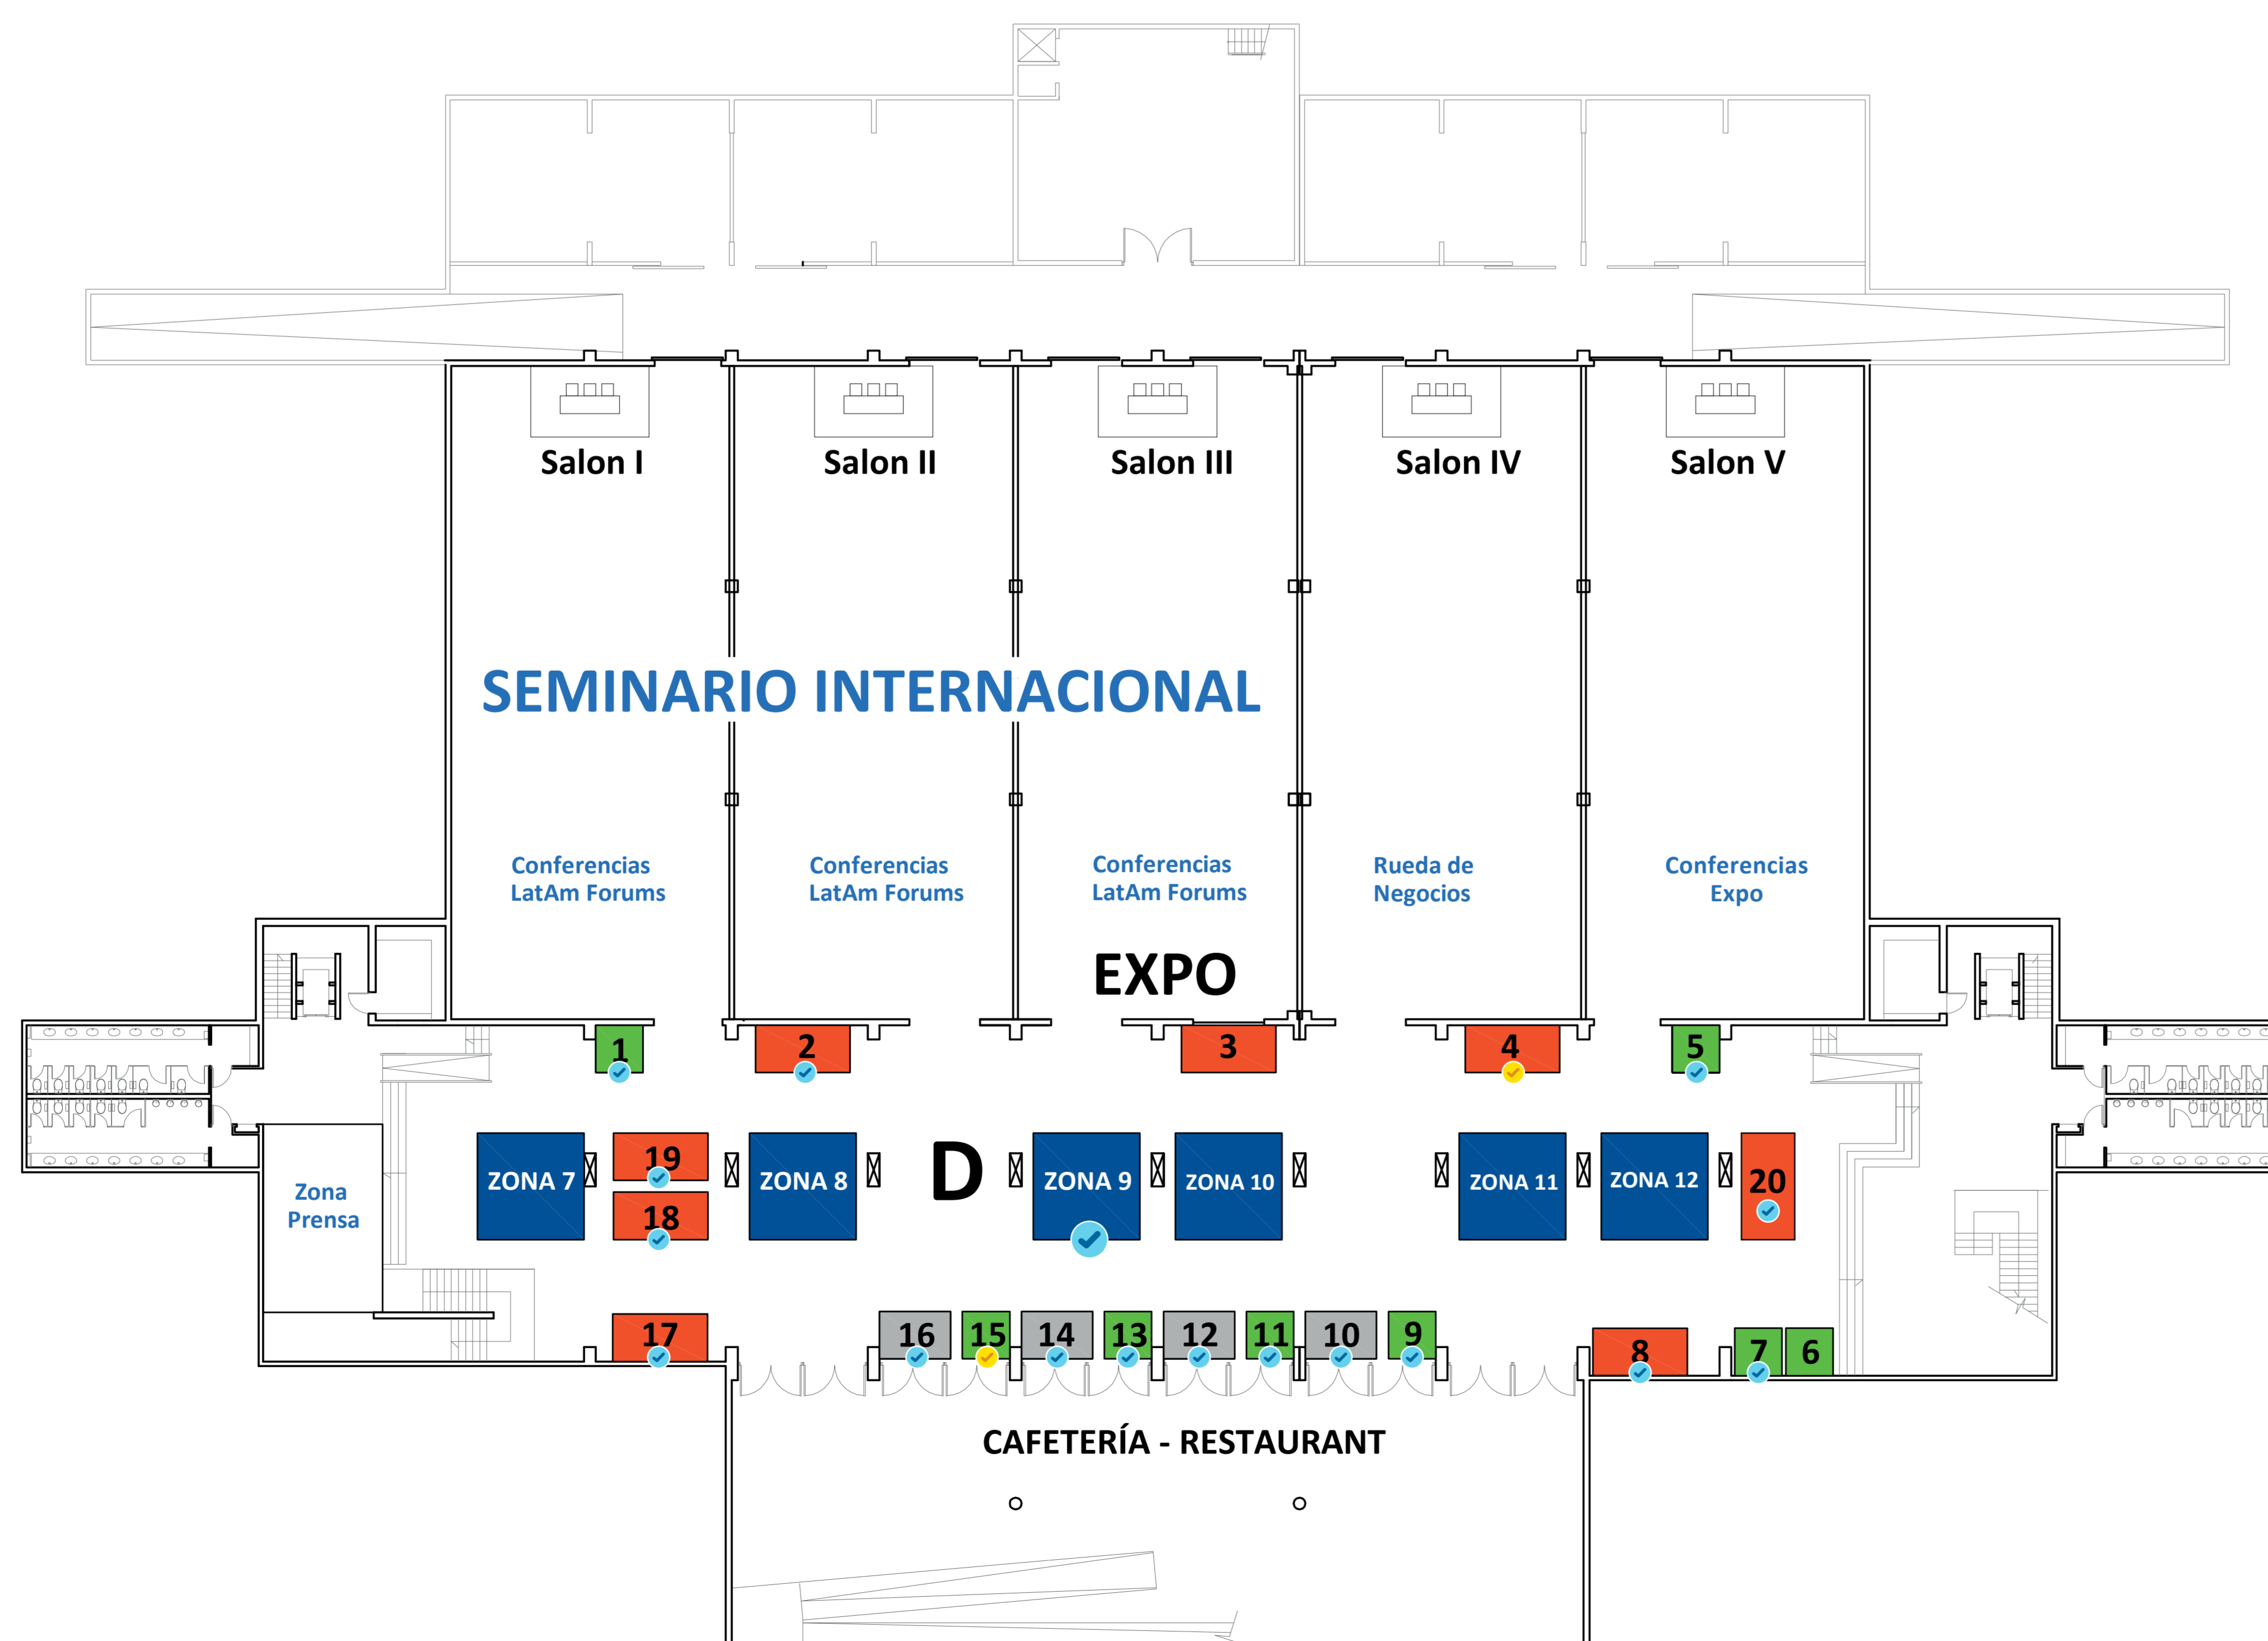 Salon I
Salon II
Salon III
Salon IV
Salon V
SEMINARIO INTERNACIONAL
Conferencias
LatAm Forums
Conferencias
LatAm Forums
Conferencias
LatAm Forums
Rueda de
Negocios
Conferencias
Expo
EXPO
1
2
3
4
5
Zona
Prensa
ZONA 7
19
18
ZONA 8
D
ZONA 9
ZONA 10
ZONA 11
ZONA 12
20
17
16
15
14
13
12
11
10
9
8
7
6
CAFETERÍA - RESTAURANT